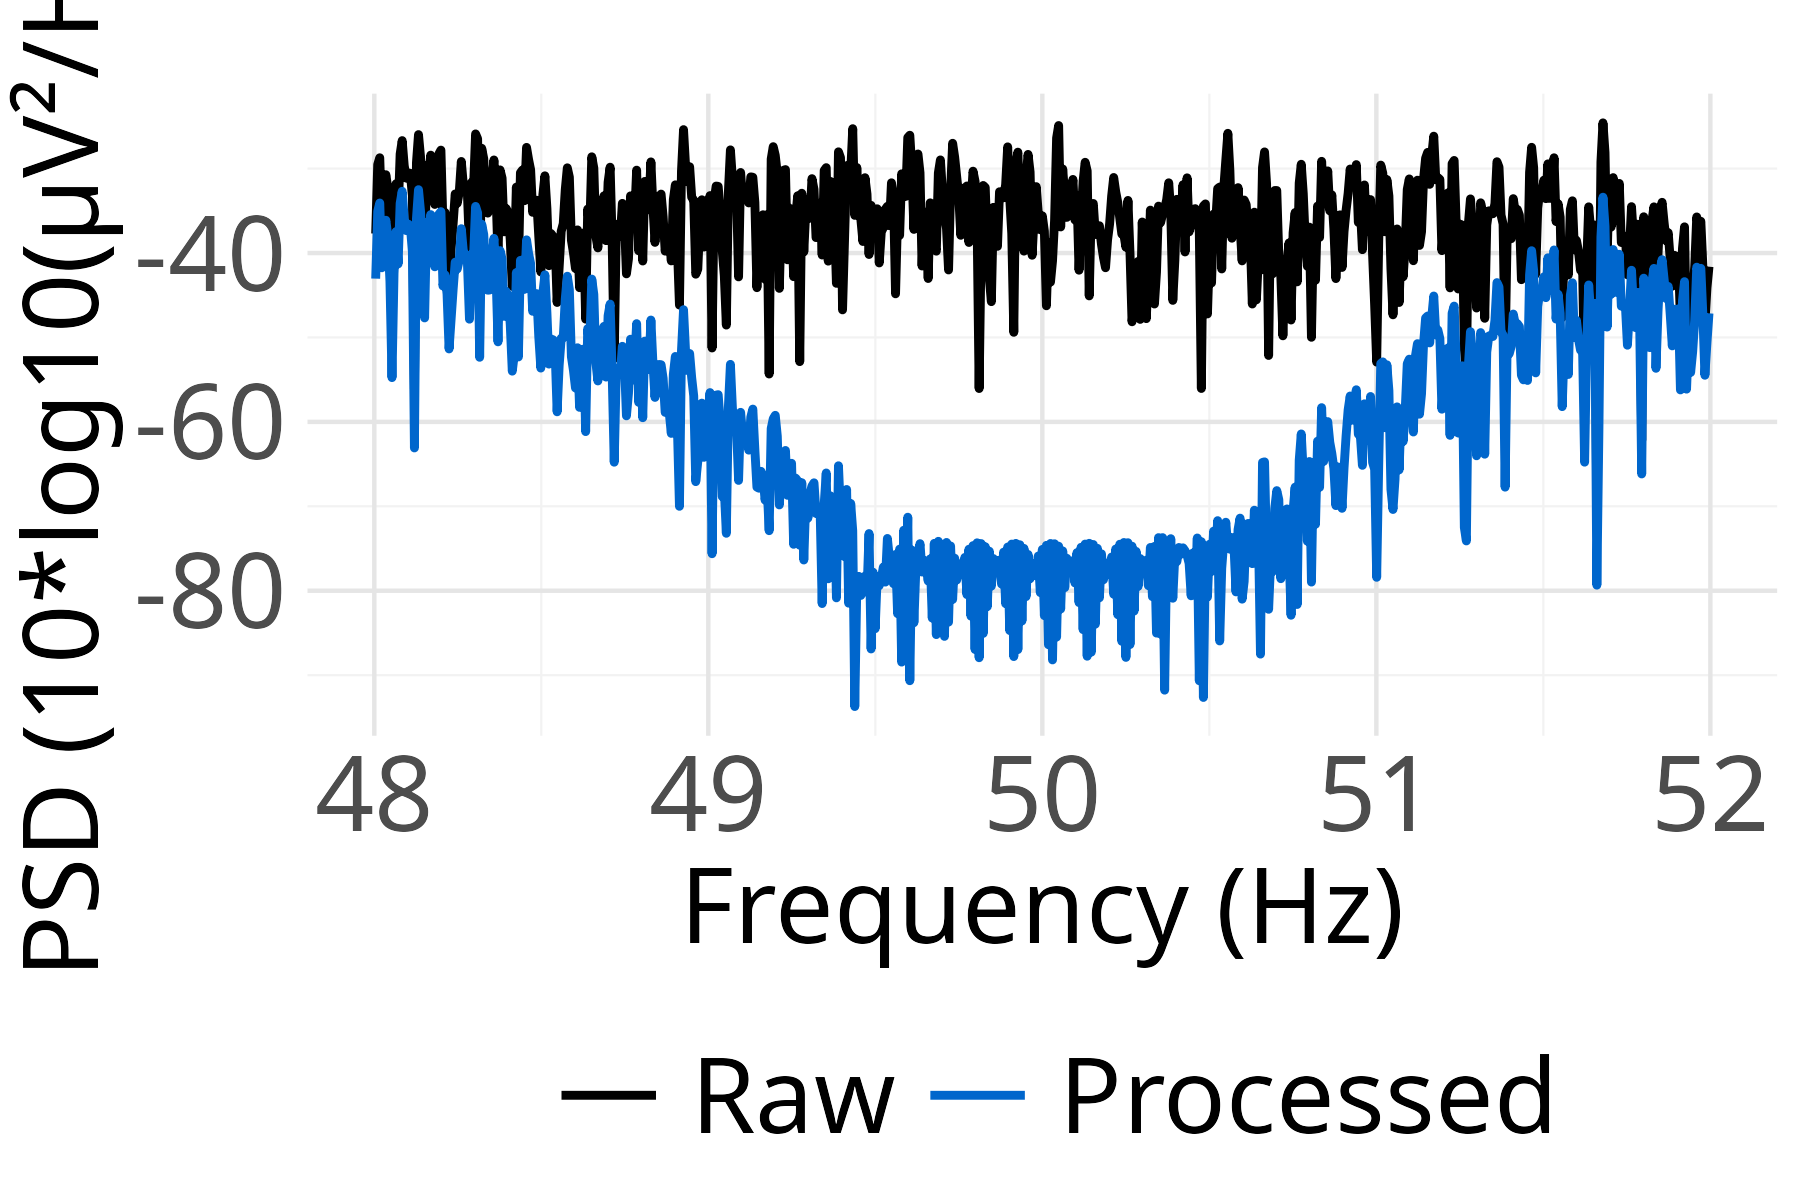 PSD (10*log10(µV²/H
-40
-60
-80
48 49 50 51 52
Frequency (Hz)
Raw Processed